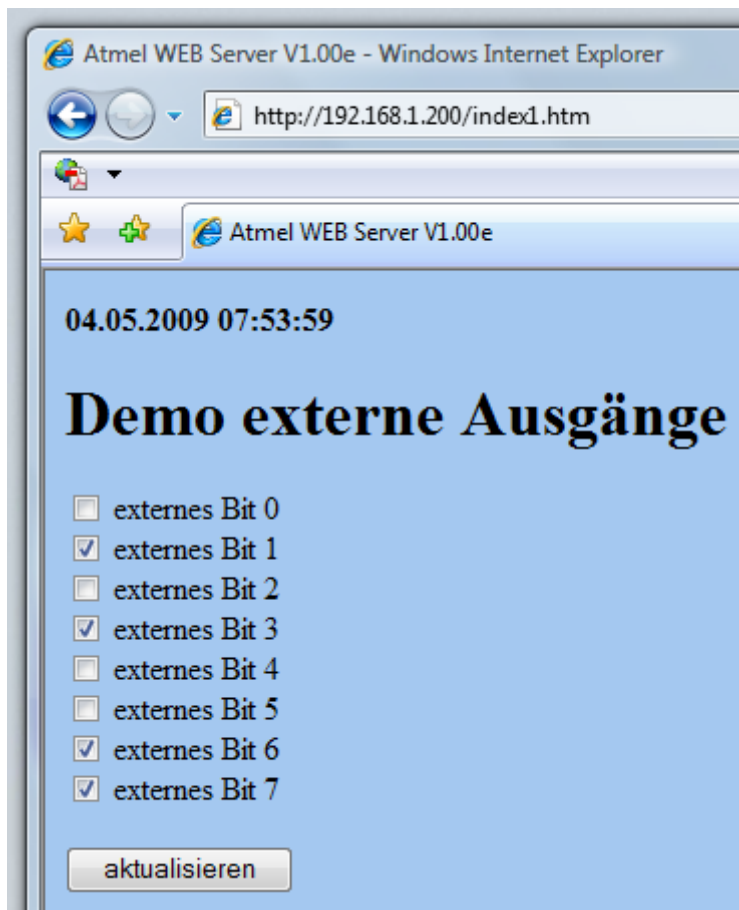 Atmel WEB Server V1.00e - Windows Internet Explorer
http://192.168.1.200/index1.htm
Atmel WEB Server V1.00e
04.05.2009 07:53:59
Demo externe Ausgänge
externes Bit 0
externes Bit 1
externes Bit 2
externes Bit 3
externes Bit 4
externes Bit 5
externes Bit 6
externes Bit 7
aktualisieren